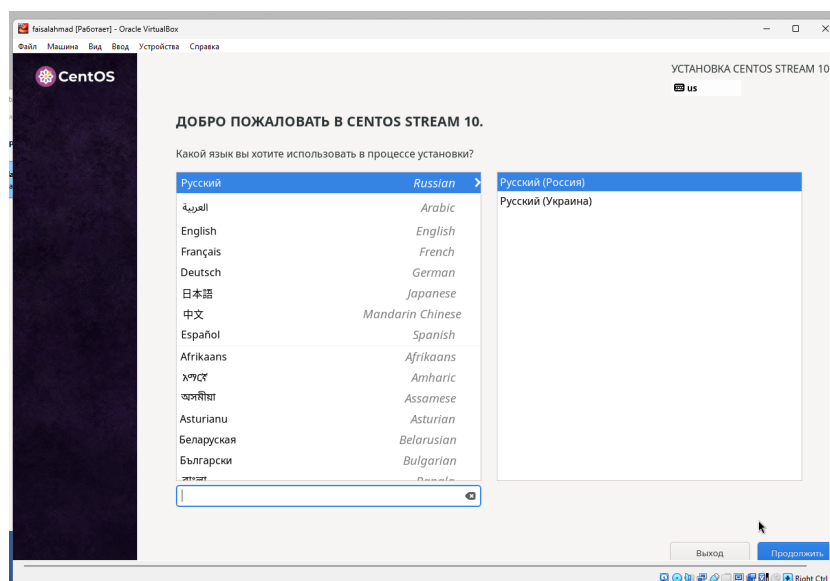 faisalahmad [Работает] - Oracle VirtualBox
Файл Машина Вид Ввод Устройства Справка
CentOS
УСТАНОВКА CENTOS STREAM 10
us
ДОБРО ПОЖАЛОВАТЬ В CENTOS STREAM 10.
Какой язык вы хотите использовать в процессе установки?
Русский Russian
العربية Arabic
English English
Français French
Deutsch German
日本語 Japanese
中文 Mandarin Chinese
Español Spanish
Afrikaans Afrikaans
አማርኛ Amharic
অসমীয়া Assamese
Asturianu Asturian
Беларуская Belarusian
Български Bulgarian
বাংলা Bangla
Русский (Россия)
Русский (Украина)
Выход Продолжить
Right Ctrl